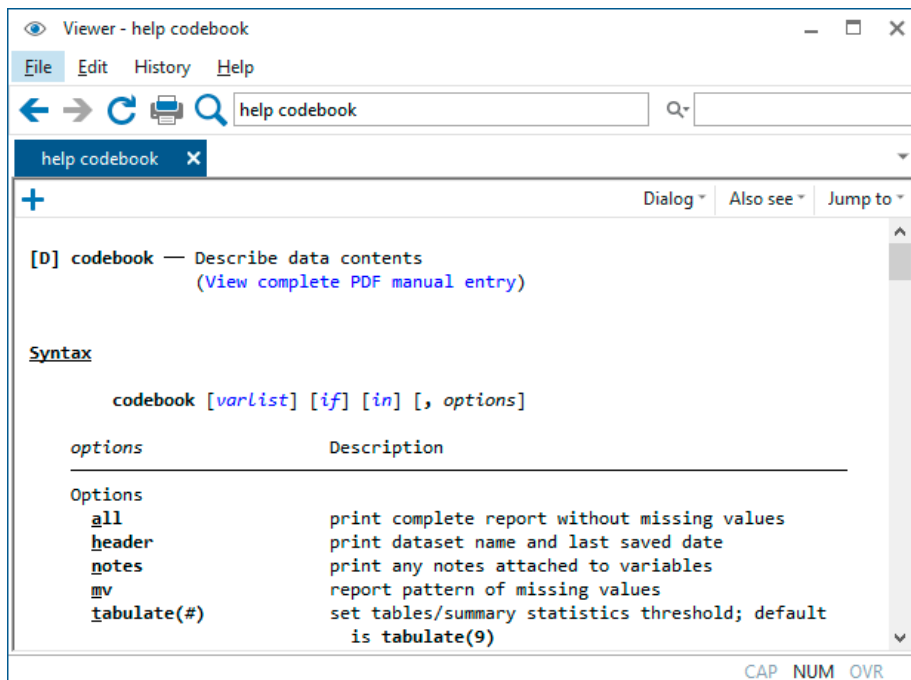 Viewer - help codebook
File Edit History Help
help codebook
help codebook
Dialog Also see Jump to
[D] codebook — Describe data contents
(View complete PDF manual entry)
Syntax
codebook [varlist] [if] [in] [, options]
options Description
Options
all print complete report without missing values
header print dataset name and last saved date
notes print any notes attached to variables
mv report pattern of missing values
tabulate(#) set tables/summary statistics threshold; default
is tabulate(9)
CAP NUM OVR